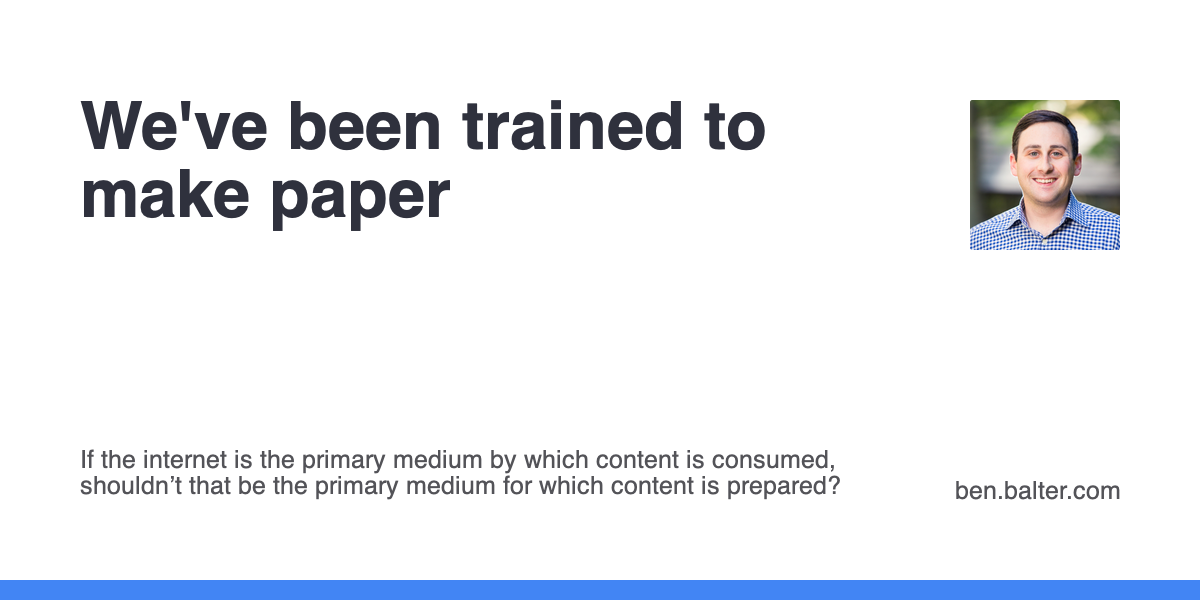 We've been trained to
make paper
If the internet is the primary medium by which content is consumed,
shouldn’t that be the primary medium for which content is prepared?
ben.balter.com